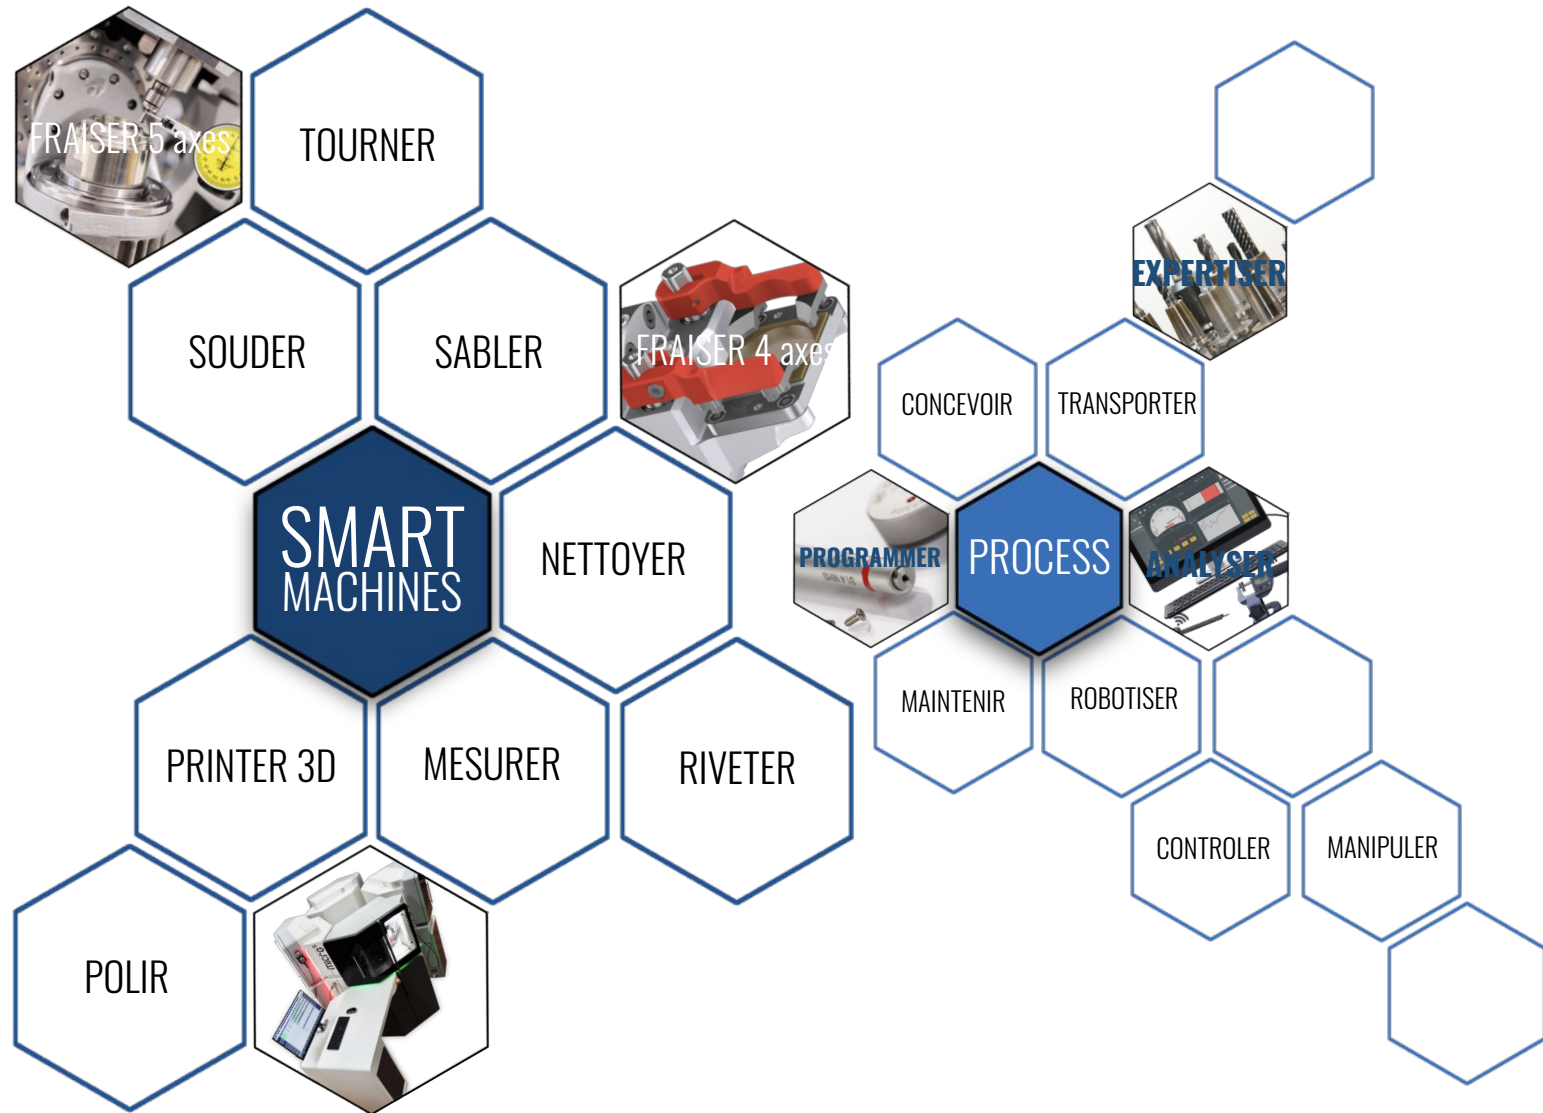 FRAISER 5 axes
TOURNER
SOUDER
SABLER
FRAISER 4 axes
SMART
MACHINES
NETTOYER
PRINTER 3D
MESURER
RIVETER
POLIR
micro5
EXPERTISER
CONCEVOIR
TRANSPORTER
PROGRAMMER
PROCESS
ANALYSER
MAINTENIR
ROBOTISER
CONTROLER
MANIPULER